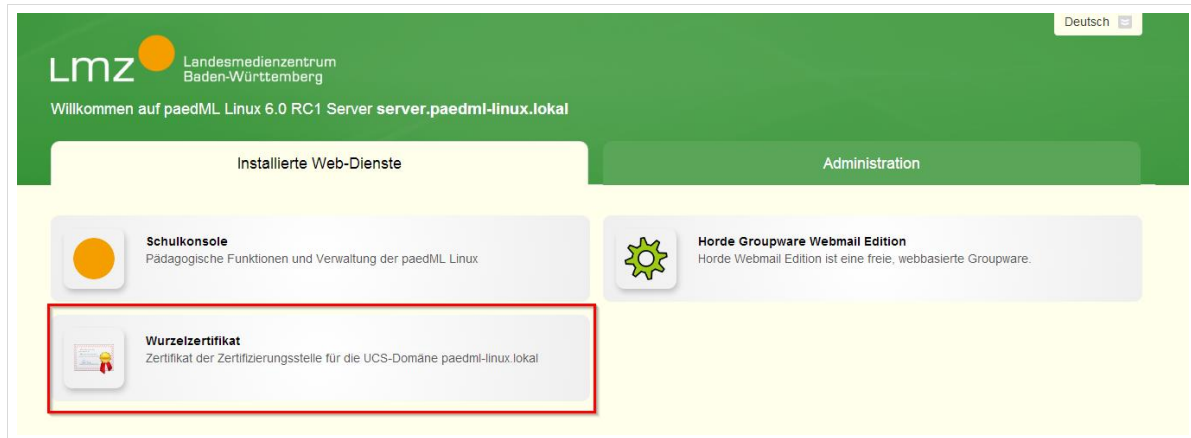 Deutsch
Lmz Landesmedienzentrum
Baden-Württemberg
Willkommen auf paedML Linux 6.0 RC1 Server server.paedml-linux.lokal
Installierte Web-Dienste
Administration
Schulkonsole
Pädagogische Funktionen und Verwaltung der paedML Linux
Horde Groupware Webmail Edition
Horde Webmail Edition ist eine freie, webbasierte Groupware.
Wurzelzertifikat
Zertifikat der Zertifizierungsstelle für die UCS-Domäne paedml-linux.lokal